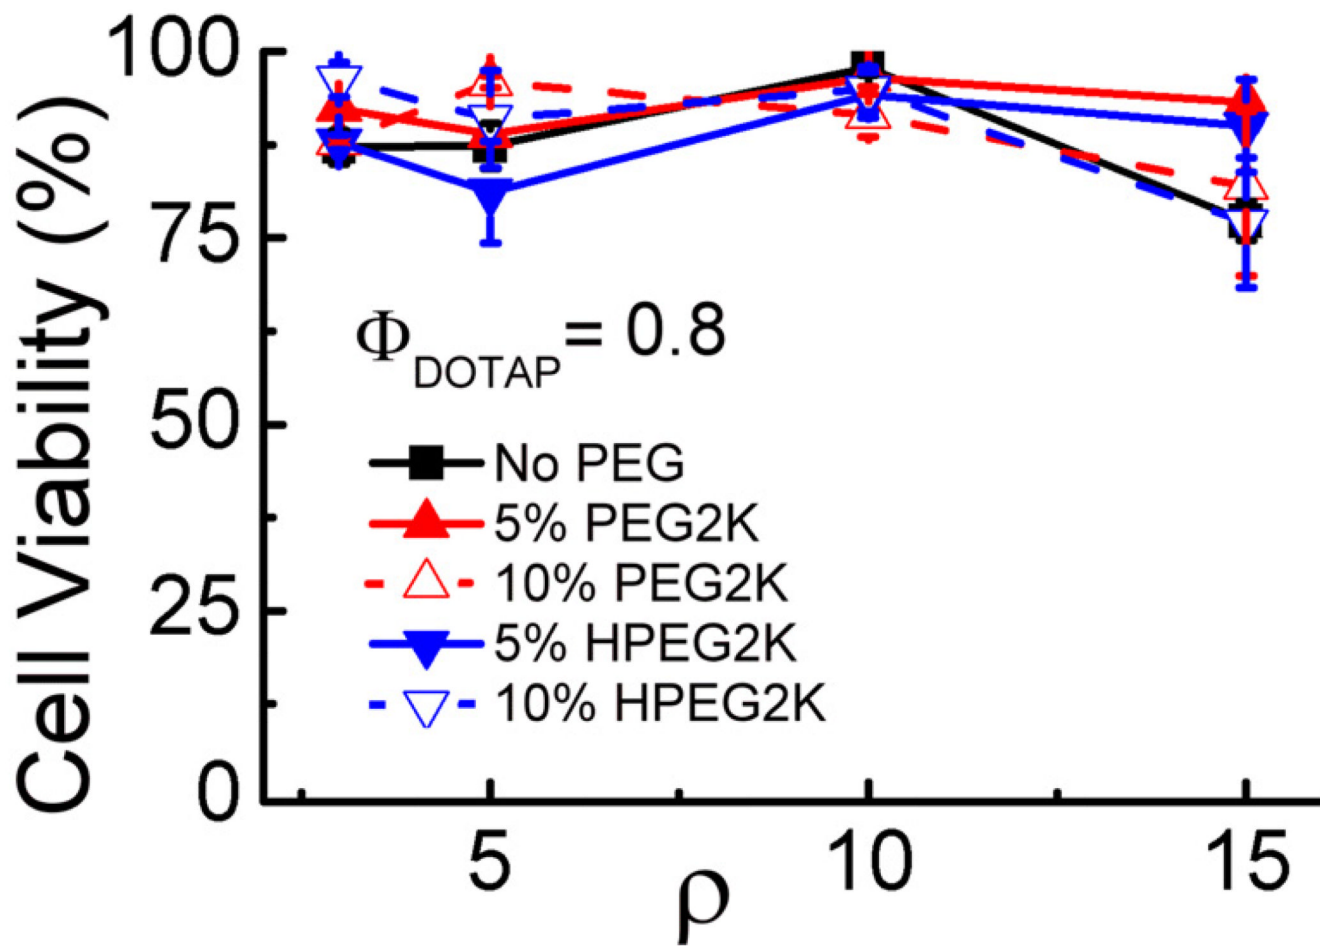 Cell Viability (%)
100
75
50
25
0
Φ_DOTAP = 0.8
No PEG
5% PEG2K
10% PEG2K
5% HPEG2K
10% HPEG2K
5 10 15
ρ